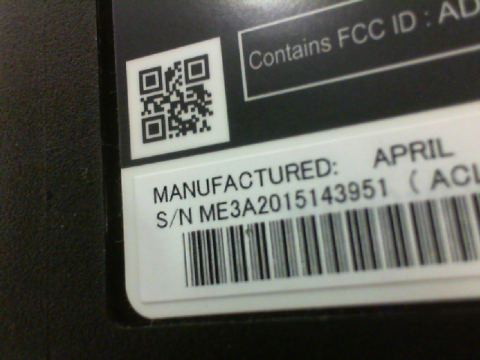 Contains FCC ID : AD
MANUFACTURED: APRIL
S/N ME3A2015143951 ( ACL